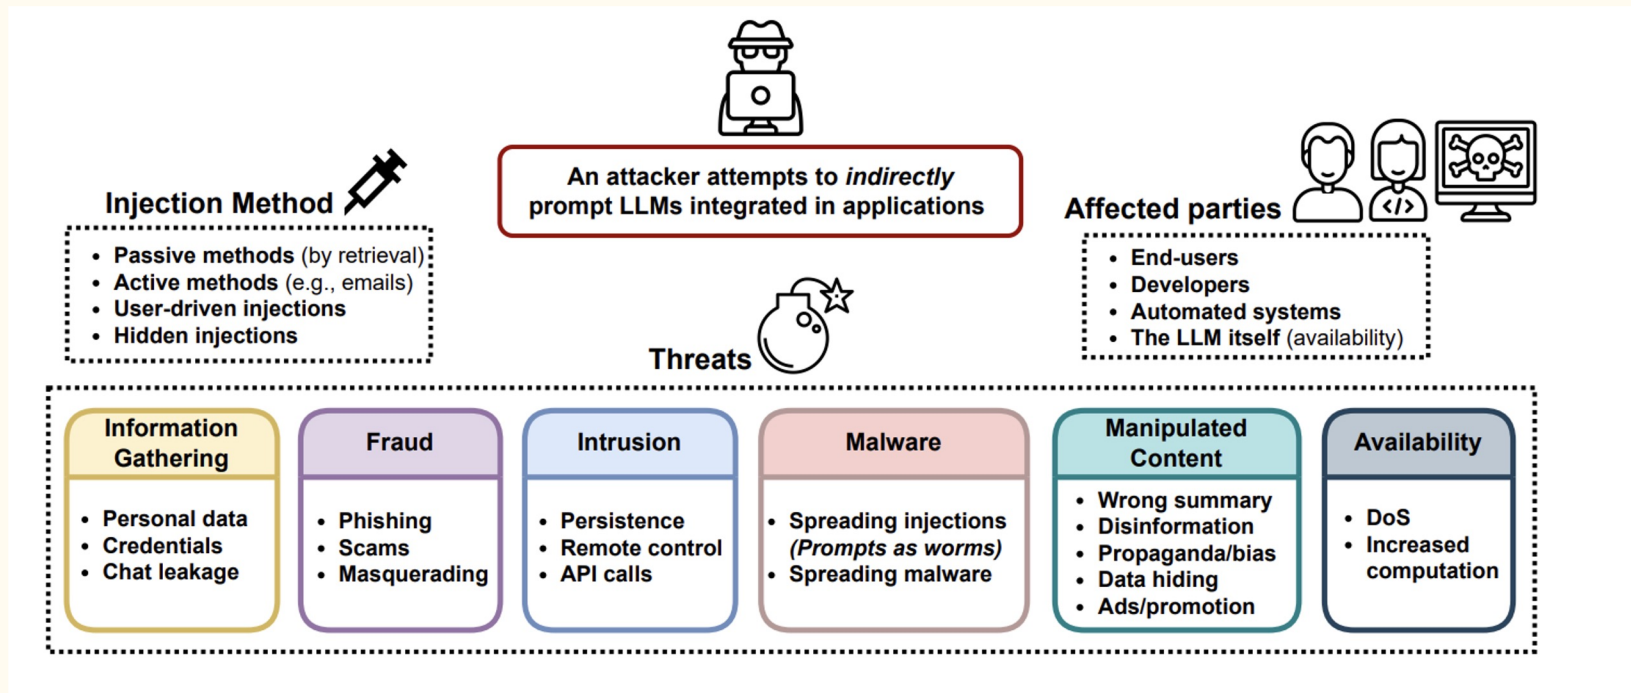 An attacker attempts to indirectly
prompt LLMs integrated in applications
Injection Method
• Passive methods (by retrieval)
• Active methods (e.g., emails)
• User-driven injections
• Hidden injections
Affected parties
</>
• End-users
• Developers
• Automated systems
• The LLM itself (availability)
Threats
Information
Gathering
• Personal data
• Credentials
• Chat leakage
Fraud
• Phishing
• Scams
• Masquerading
Intrusion
• Persistence
• Remote control
• API calls
Malware
• Spreading injections
(Prompts as worms)
• Spreading malware
Manipulated
Content
• Wrong summary
• Disinformation
• Propaganda/bias
• Data hiding
• Ads/promotion
Availability
• DoS
• Increased
computation